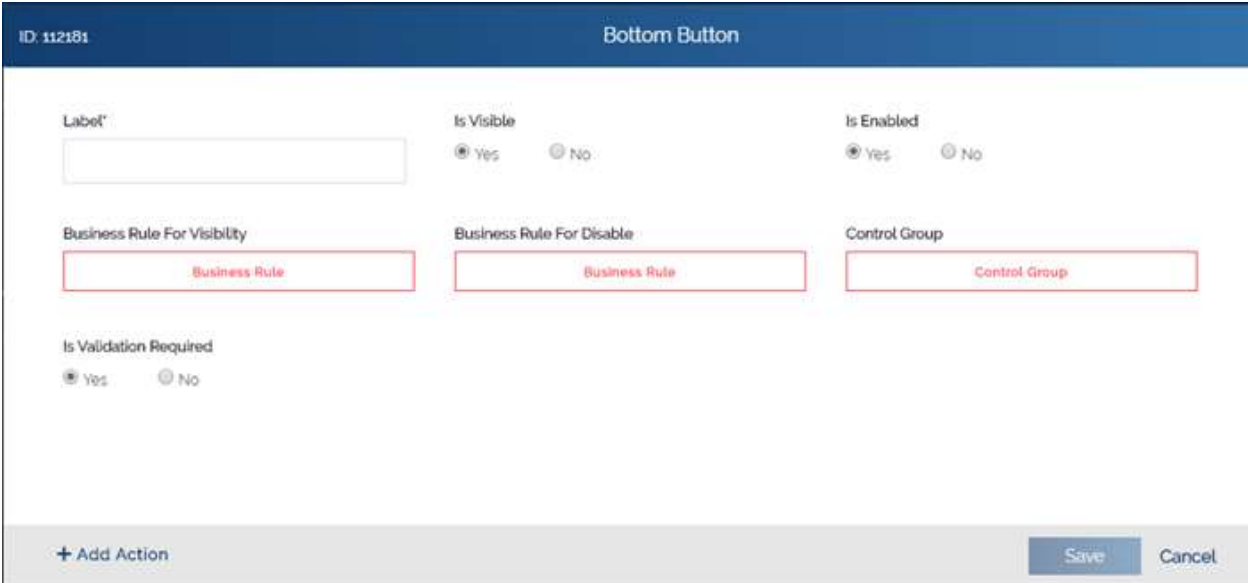 ID: 112181
Bottom Button
Label*
Is Visible
Is Enabled
Yes No
Yes No
Business Rule For Visibility
Business Rule For Disable
Control Group
Business Rule
Business Rule
Control Group
Is Validation Required
Yes No
+ Add Action
Save
Cancel